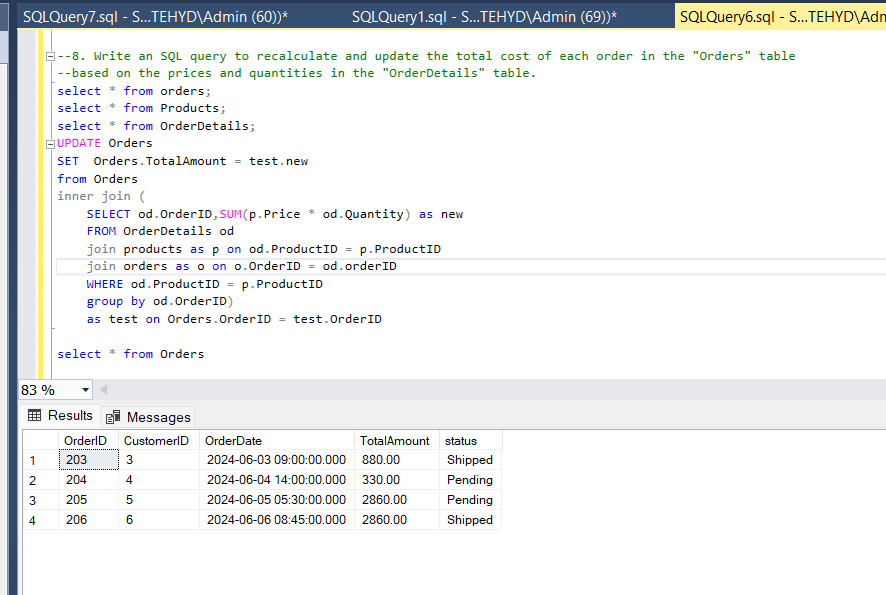 SQLQuery7.sql - S...TEHYD\Admin (60))*    SQLQuery1.sql - S...TEHYD\Admin (69))*    SQLQuery6.sql - S...TEHYD\Adn
--8. Write an SQL query to recalculate and update the total cost of each order in the "Orders" table
--based on the prices and quantities in the "OrderDetails" table.
select * from orders;
select * from Products;
select * from OrderDetails;
UPDATE Orders
SET  Orders.TotalAmount = test.new
from Orders
inner join (
    SELECT od.OrderID,SUM(p.Price * od.Quantity) as new
    FROM OrderDetails od
    join products as p on od.ProductID = p.ProductID
    join orders as o on o.OrderID = od.orderID
    WHERE od.ProductID = p.ProductID
    group by od.OrderID)
    as test on Orders.OrderID = test.OrderID
select * from Orders
83 %
Results    Messages
OrderID    CustomerID    OrderDate    TotalAmount    status
1    203    3    2024-06-03 09:00:00.000    880.00    Shipped
2    204    4    2024-06-04 14:00:00.000    330.00    Pending
3    205    5    2024-06-05 05:30:00.000    2860.00    Pending
4    206    6    2024-06-06 08:45:00.000    2860.00    Shipped